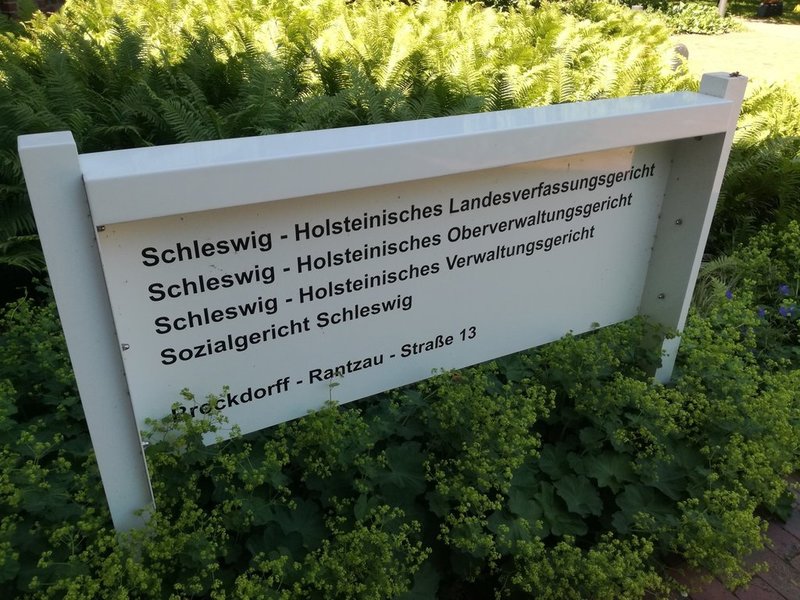 Schleswig - Holsteinisches Landesverfassungsgericht
Schleswig - Holsteinisches Oberverwaltungsgericht
Schleswig - Holsteinisches Verwaltungsgericht
Sozialgericht Schleswig
Brockdorff - Rantzau - Straße 13